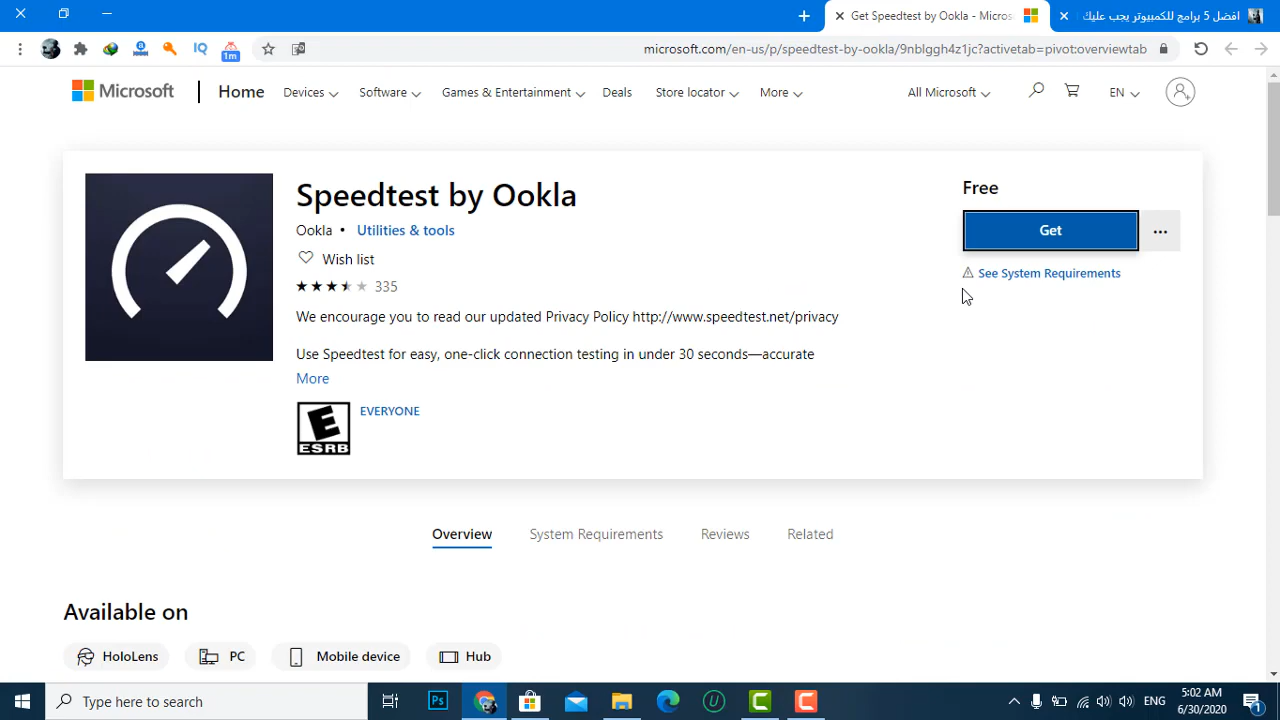 Get Speedtest by Ookla - Micros
افضل 5 برامج للكمبيوتر يجب عليك
IQ
1m
microsoft.com/en-us/p/speedtest-by-ookla/9nblggh4z1jc?activetab=pivot:overviewtab
Microsoft
Home
Devices
Software
Games & Entertainment
Deals
Store locator
More
All Microsoft
EN
Speedtest by Ookla
Ookla • Utilities & tools
Wish list
335
We encourage you to read our updated Privacy Policy http://www.speedtest.net/privacy
Use Speedtest for easy, one-click connection testing in under 30 seconds—accurate
More
E
ESRB
EVERYONE
Free
Get
...
See System Requirements
Overview
System Requirements
Reviews
Related
Available on
HoloLens
PC
Mobile device
Hub
Type here to search
Ps
U
C
C
ENG
5:02 AM
6/30/2020
1